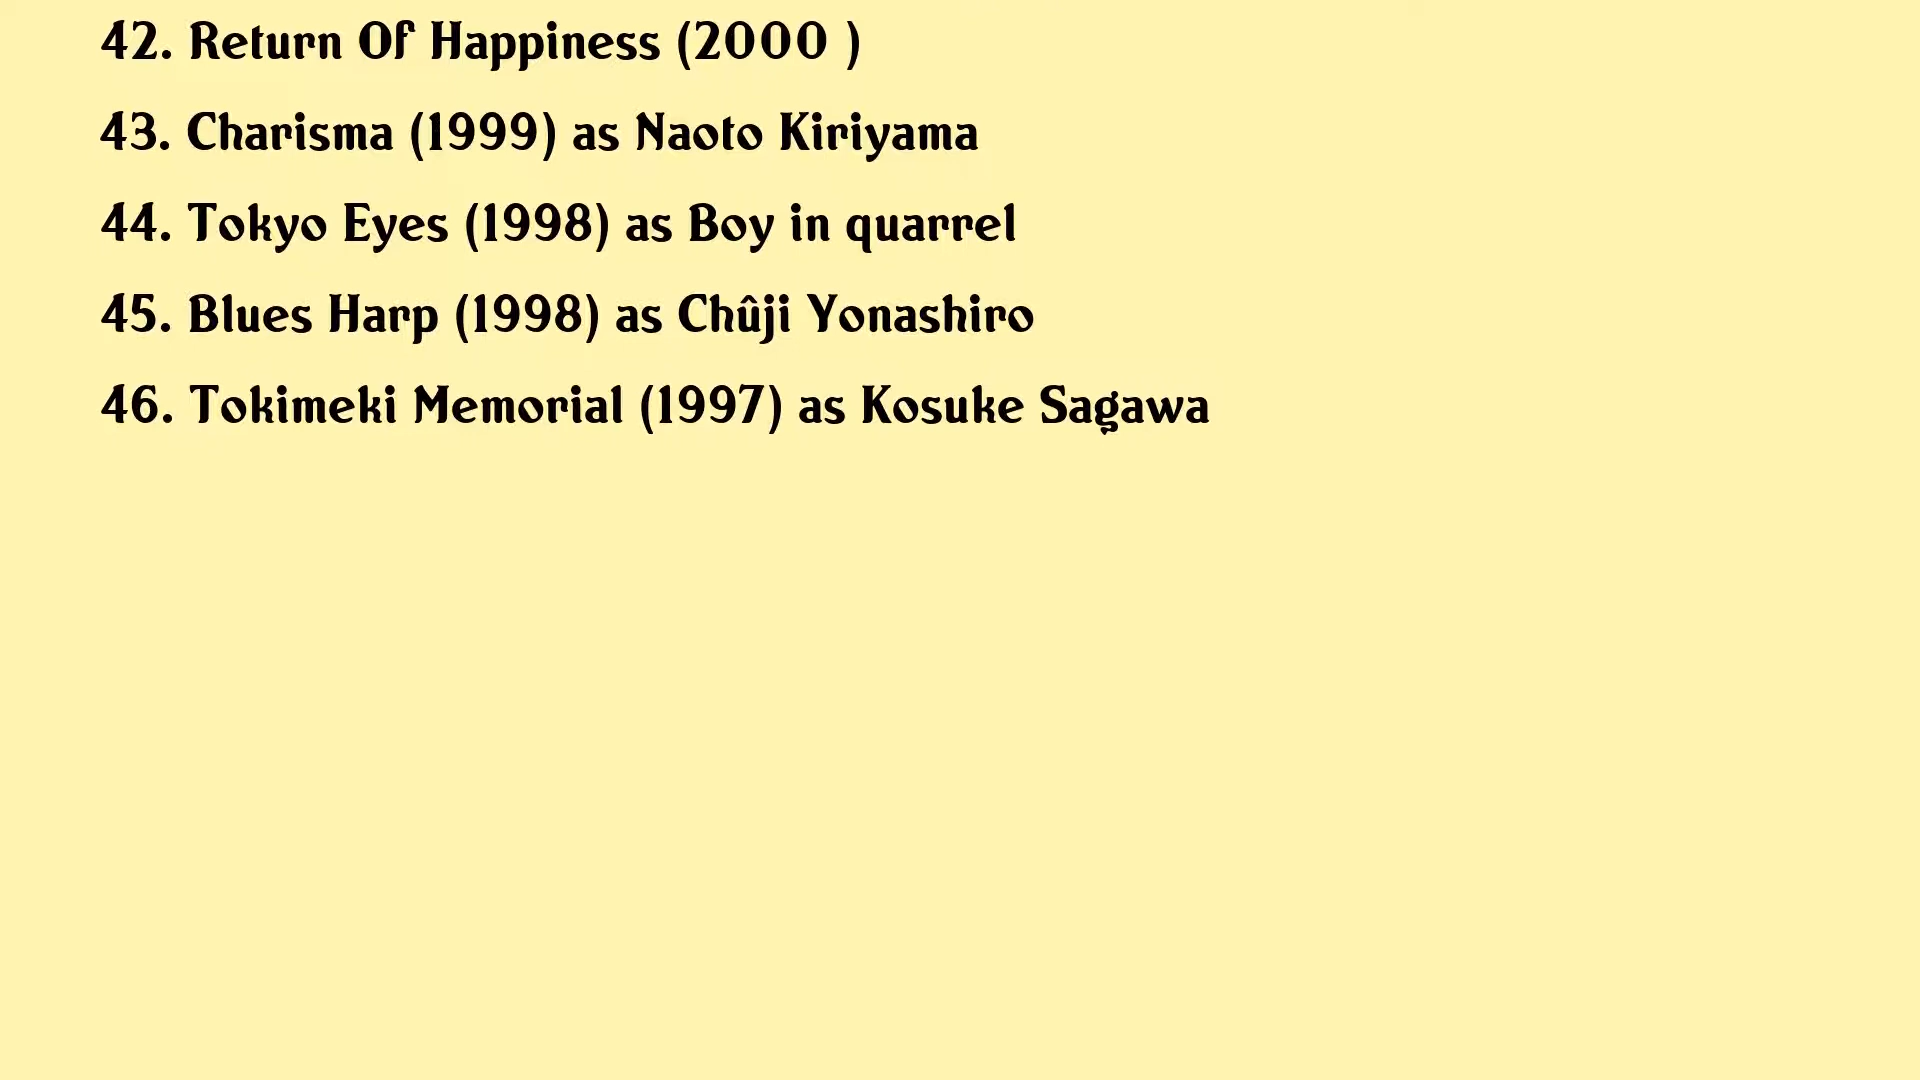 42. Return Of Happiness (2000 )
43. Charisma (1999) as Naoto Kiriyama
44. Tokyo Eyes (1998) as Boy in quarrel
45. Blues Harp (1998) as Chûji Yonashiro
46. Tokimeki Memorial (1997) as Kosuke Sagawa